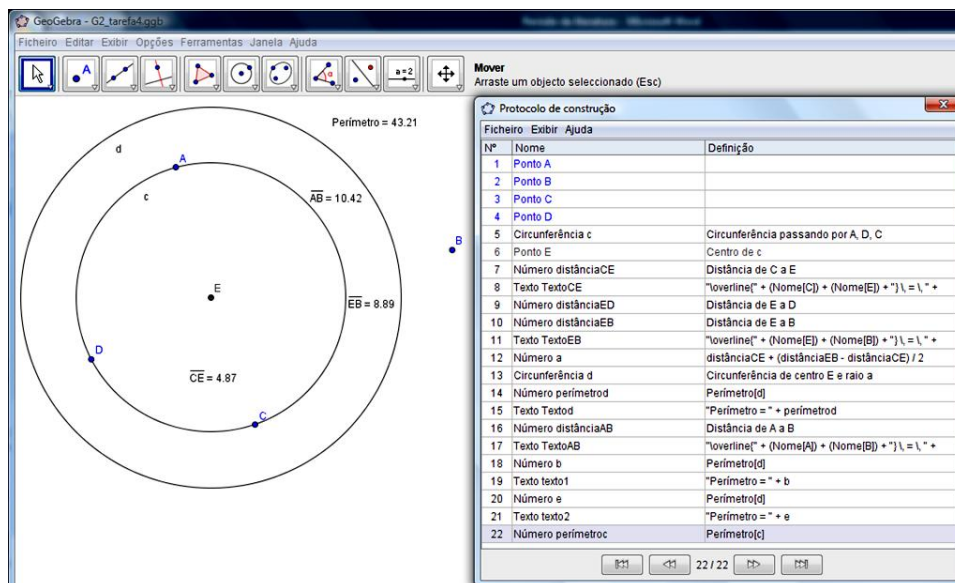 GeoGebra - G2_tarefa4.ggb
Ficheiro Editar Exibir Opções Ferramentas Janela Ajuda
A
α
a=2
Mover
Arraste um objecto seleccionado (Esc)
Perímetro = 43.21
d
A
c
AB = 10.42
B
E
EB = 8.89
D
CE = 4.87
C
Protocolo de construção
Ficheiro Exibir Ajuda
Nº Nome Definição
1 Ponto A
2 Ponto B
3 Ponto C
4 Ponto D
5 Circunferência c Circunferência passando por A, D, C
6 Ponto E Centro de c
7 Número distânciaCE Distância de C a E
8 Texto TextoCE "\overline{" + (Nome[C]) + (Nome[E]) + "} \, = \, " +
9 Número distânciaED Distância de E a D
10 Número distânciaEB Distância de E a B
11 Texto TextoEB "\overline{" + (Nome[E]) + (Nome[B]) + "} \, = \, " +
12 Número a distânciaCE + (distânciaEB - distânciaCE) / 2
13 Circunferência d Circunferência de centro E e raio a
14 Número perímetrod Perímetro[d]
15 Texto Textod "Perímetro = " + perímetrod
16 Número distânciaAB Distância de A a B
17 Texto TextoAB "\overline{" + (Nome[A]) + (Nome[B]) + "} \, = \, " +
18 Número b Perímetro[d]
19 Texto texto1 "Perímetro = " + b
20 Número e Perímetro[d]
21 Texto texto2 "Perímetro = " + e
22 Número perímetroc Perímetro[c]
22 / 22